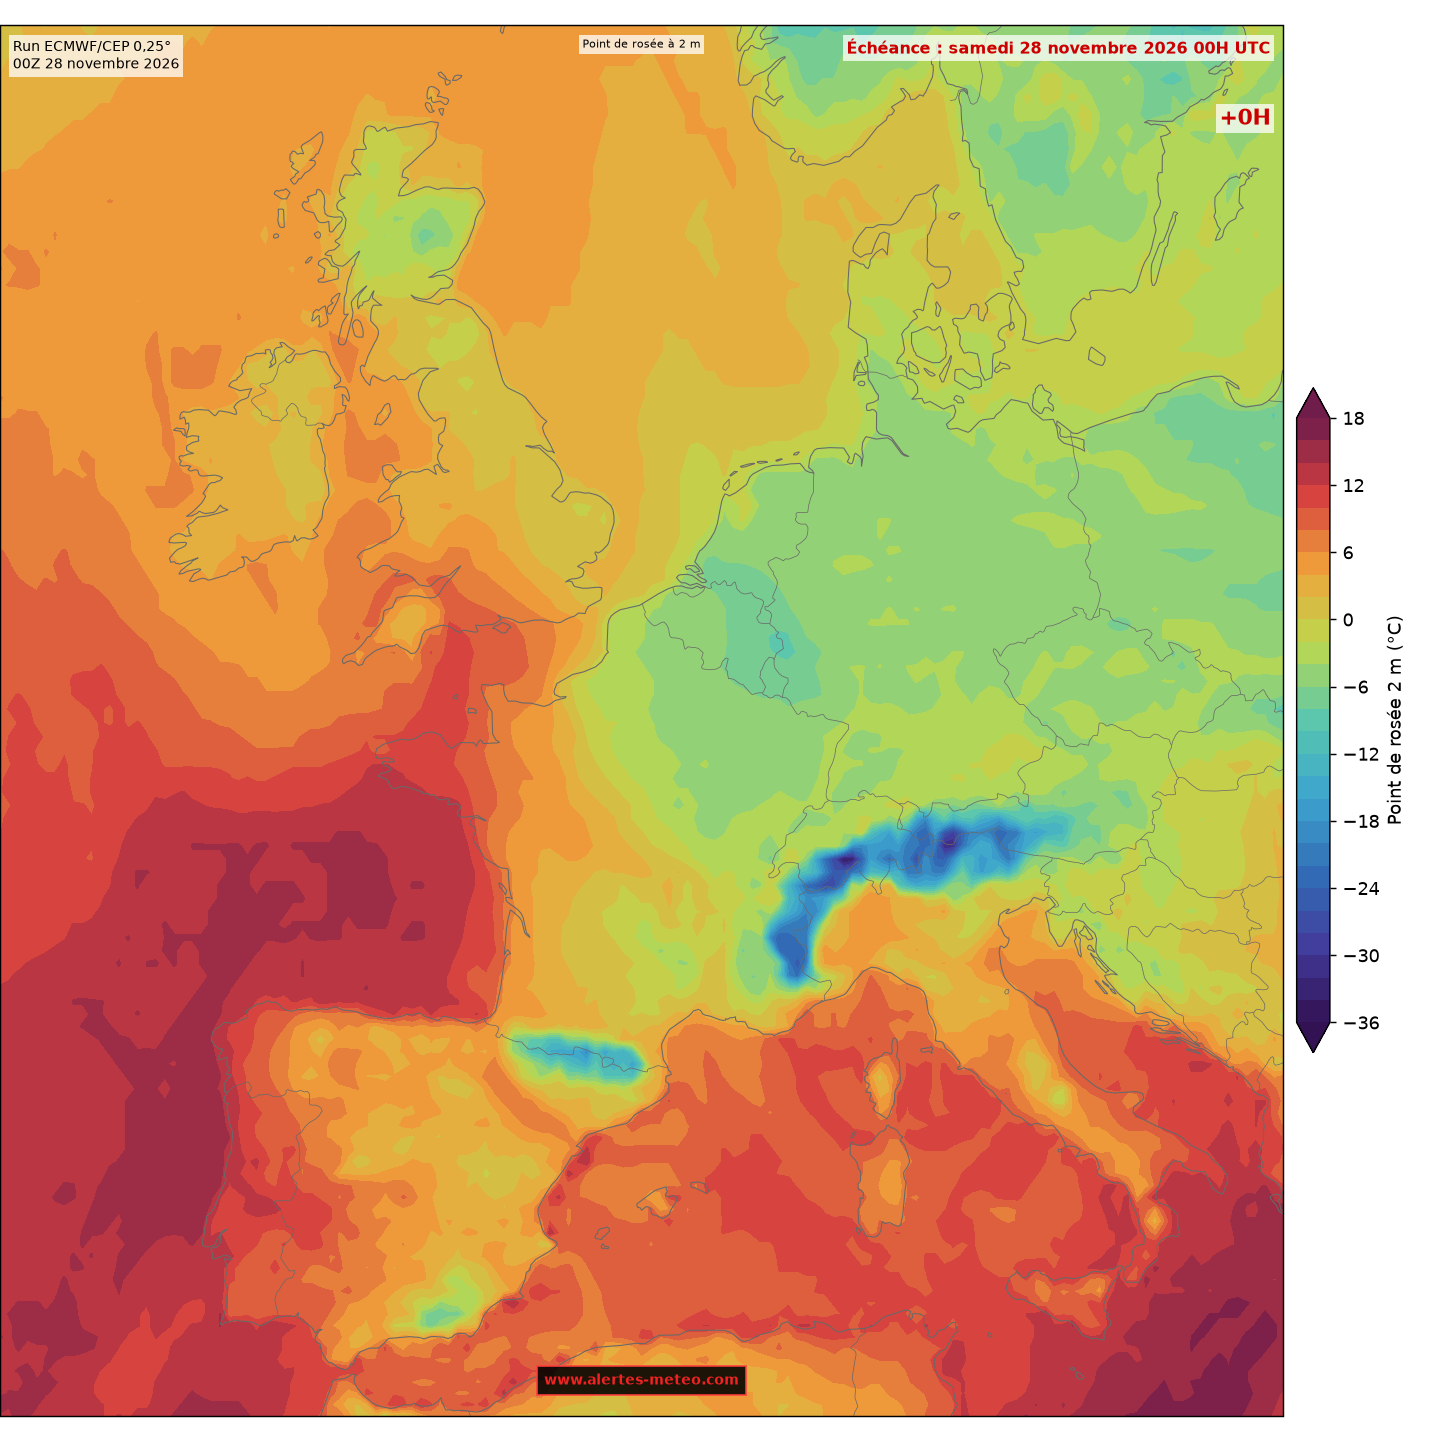 Run ECMWF/CEP 0,25°
00Z 28 novembre 2026
Point de rosée à 2 m
Échéance : samedi 28 novembre 2026 00H UTC
+0H
18
12
6
0
−6
−12
−18
−24
−30
−36
Point de rosée 2 m (°C)
www.alertes-meteo.com